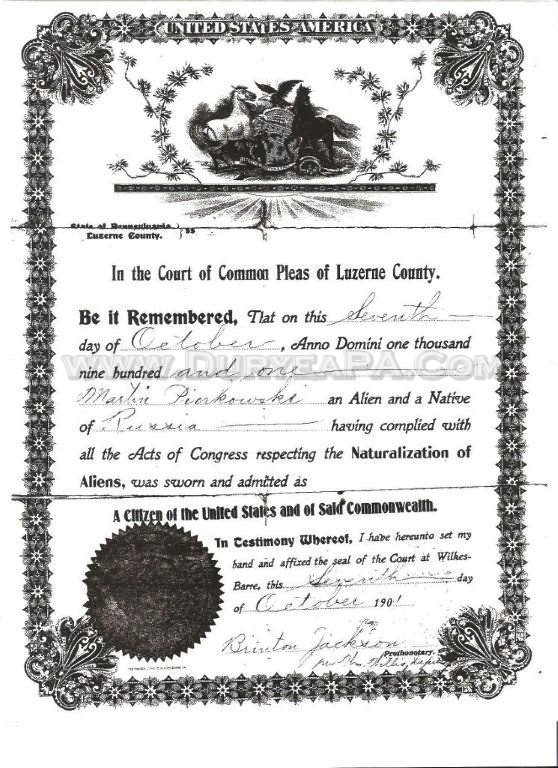 UNITED STATES OF AMERICA
State of Pennsylvania } SS
Luzerne County.
In the Court of Common Pleas of Luzerne County.
Be it Remembered, That on this Seventh
day of October, Anno Domini one thousand
www.DuryeaPA.com
nine hundred and one
Martin Piorkowski an Alien and a Native
of Russia having complied with
all the Acts of Congress respecting the Naturalization of
Aliens, was sworn and admitted as
A Citizen of the United States and of Said Commonwealth.
In Testimony Whereof, I have hereunto set my
hand and affixed the seal of the Court at Wilkes-
Barre, this Seventh day
of October 1901
Brinton Jackson
Prothonotary.